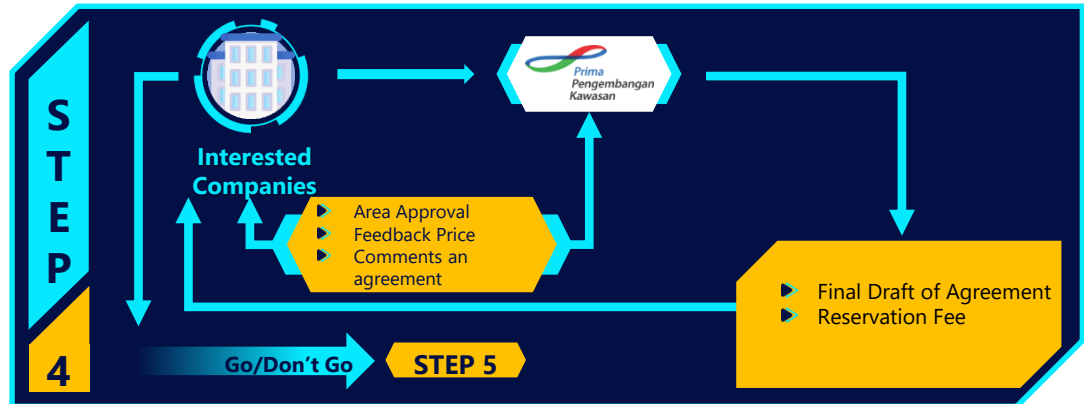 STEP
4
Interested
Companies
Prima
Pengembangan
Kawasan
Area Approval
Feedback Price
Comments an
agreement
Final Draft of Agreement
Reservation Fee
Go/Don’t Go
STEP 5